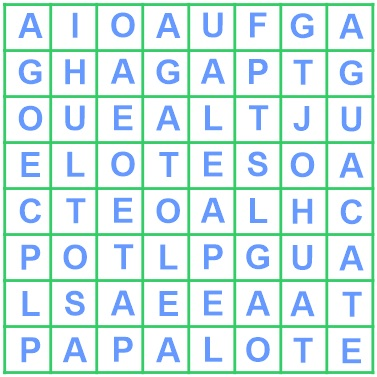 A I O A U F G A
G H A G A P T G
O U E A L T J U
E L O T E S O A
C T E O A L H C
P O T L P G U A
L S A E E A A T
P A P A L O T E